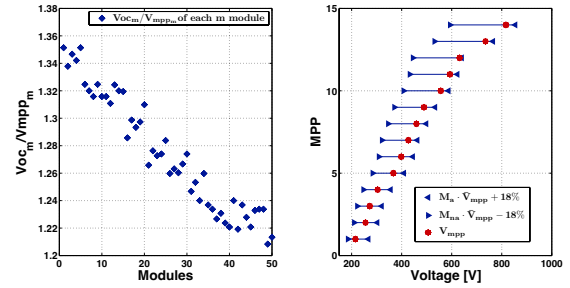 Voc_m/Vmpp_m of each m module
1.38
1.36
1.34
1.32
1.3
1.28
1.26
1.24
1.22
1.2
Voc_m/Vmpp_m
0 10 20 30 40 50
Modules
15
10
5
0
MPP
M_a · V̄_mpp + 18%
M_na · V̄_mpp − 18%
V_mpp
200 400 600 800 1000
Voltage [V]